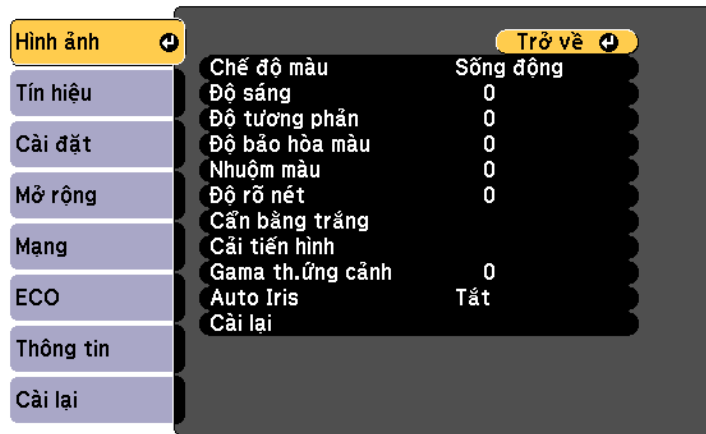 Hình ảnh
Tín hiệu
Cài đặt
Mở rộng
Mạng
ECO
Thông tin
Cài lại
Trở về
Chế độ màu Sống động
Độ sáng 0
Độ tương phản 0
Độ bảo hòa màu 0
Nhuộm màu 0
Độ rõ nét 0
Cẩn bằng trắng
Cải tiến hình
Gama th.ứng cảnh 0
Auto Iris Tắt
Cài lại